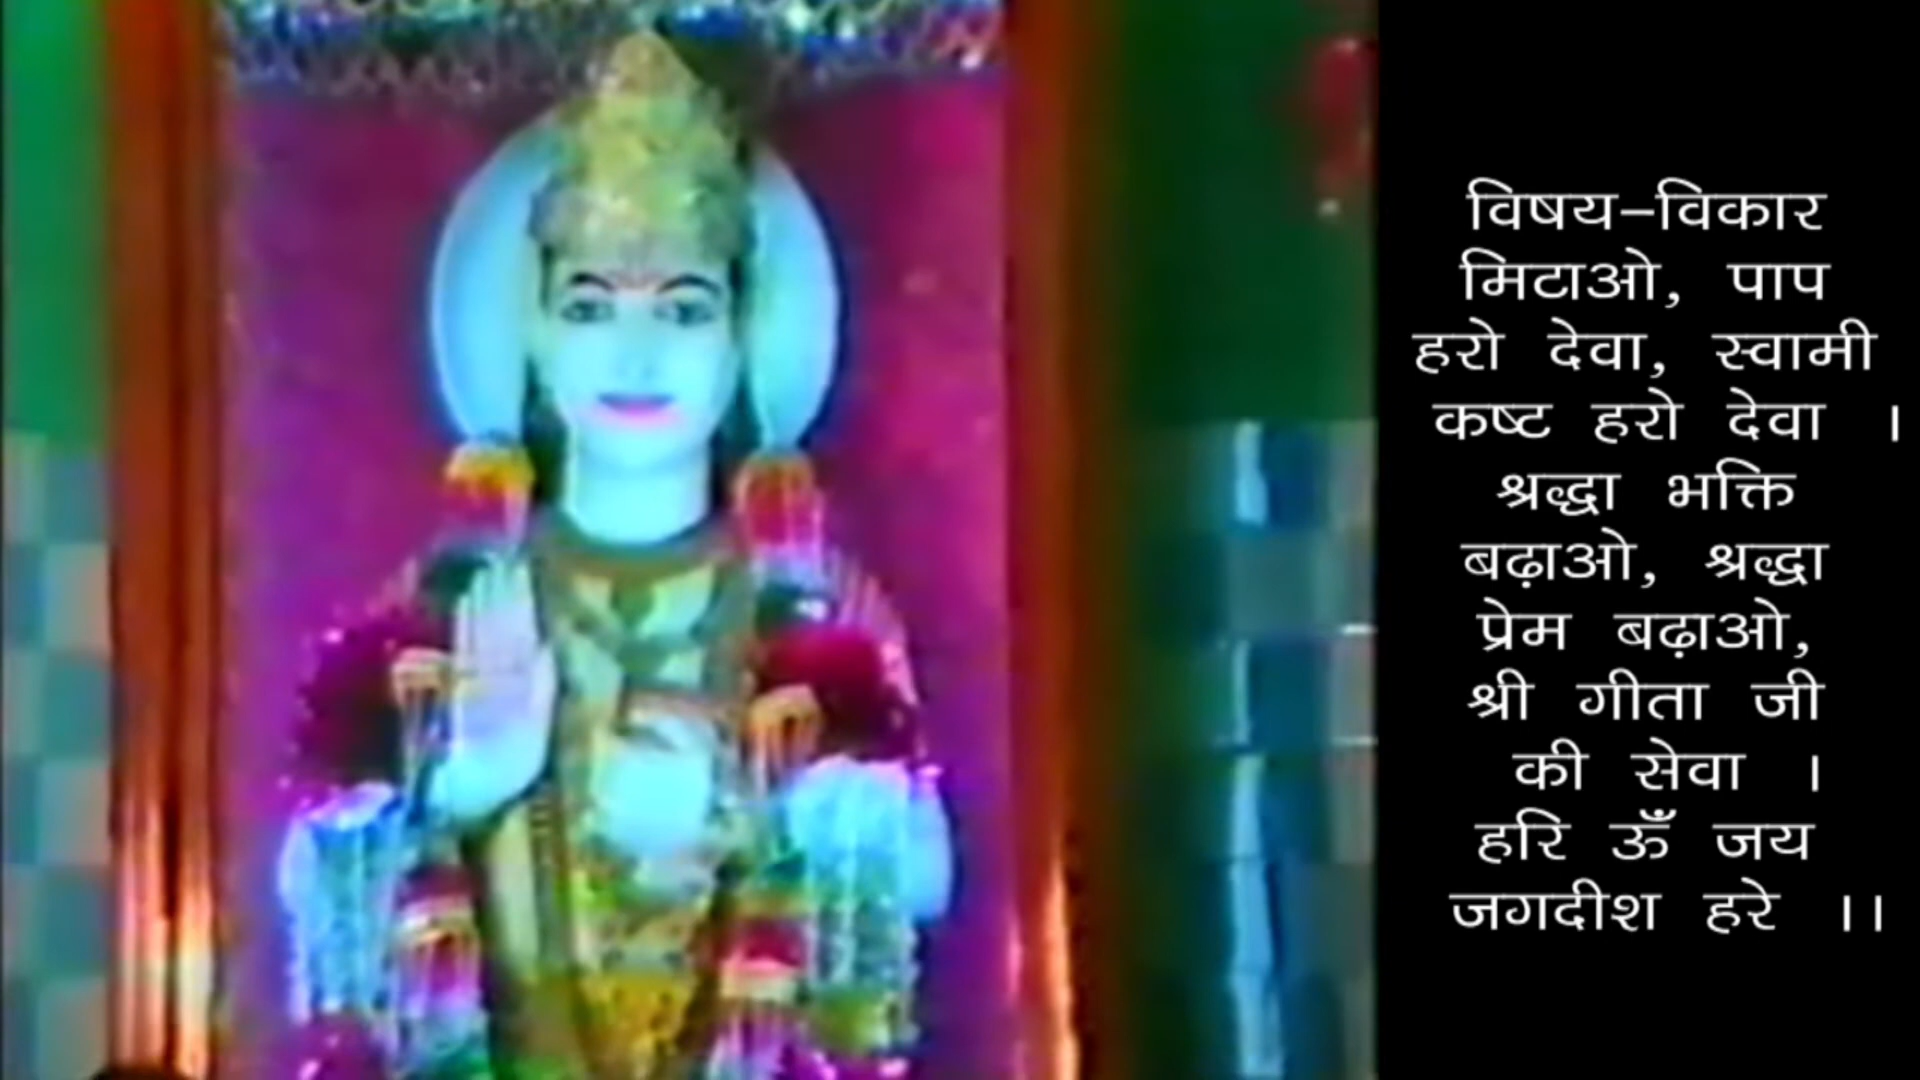 विषय-विकार
मिटाओ, पाप
हरो देवा, स्वामी
कष्ट हरो देवा ।
श्रद्धा भक्ति
बढ़ाओ, श्रद्धा
प्रेम बढ़ाओ,
श्री गीता जी
की सेवा ।
हरि ऊँ जय
जगदीश हरे ।।